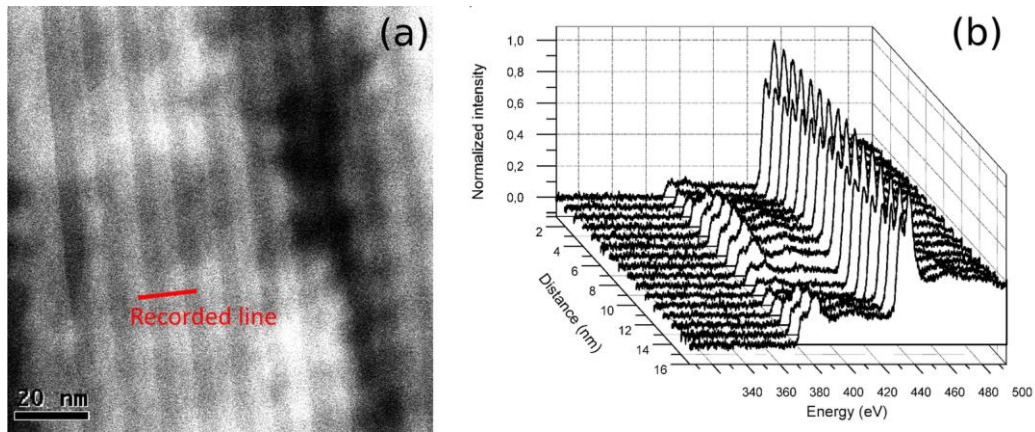 (a)
Recorded line
20 nm
(b)
Normalized intensity
1,0
0,8
0,6
0,4
0,2
0,0
2
4
6
8
10
12
14
16
Distance (nm)
340 360 380 400 420 440 460 480 500
Energy (eV)